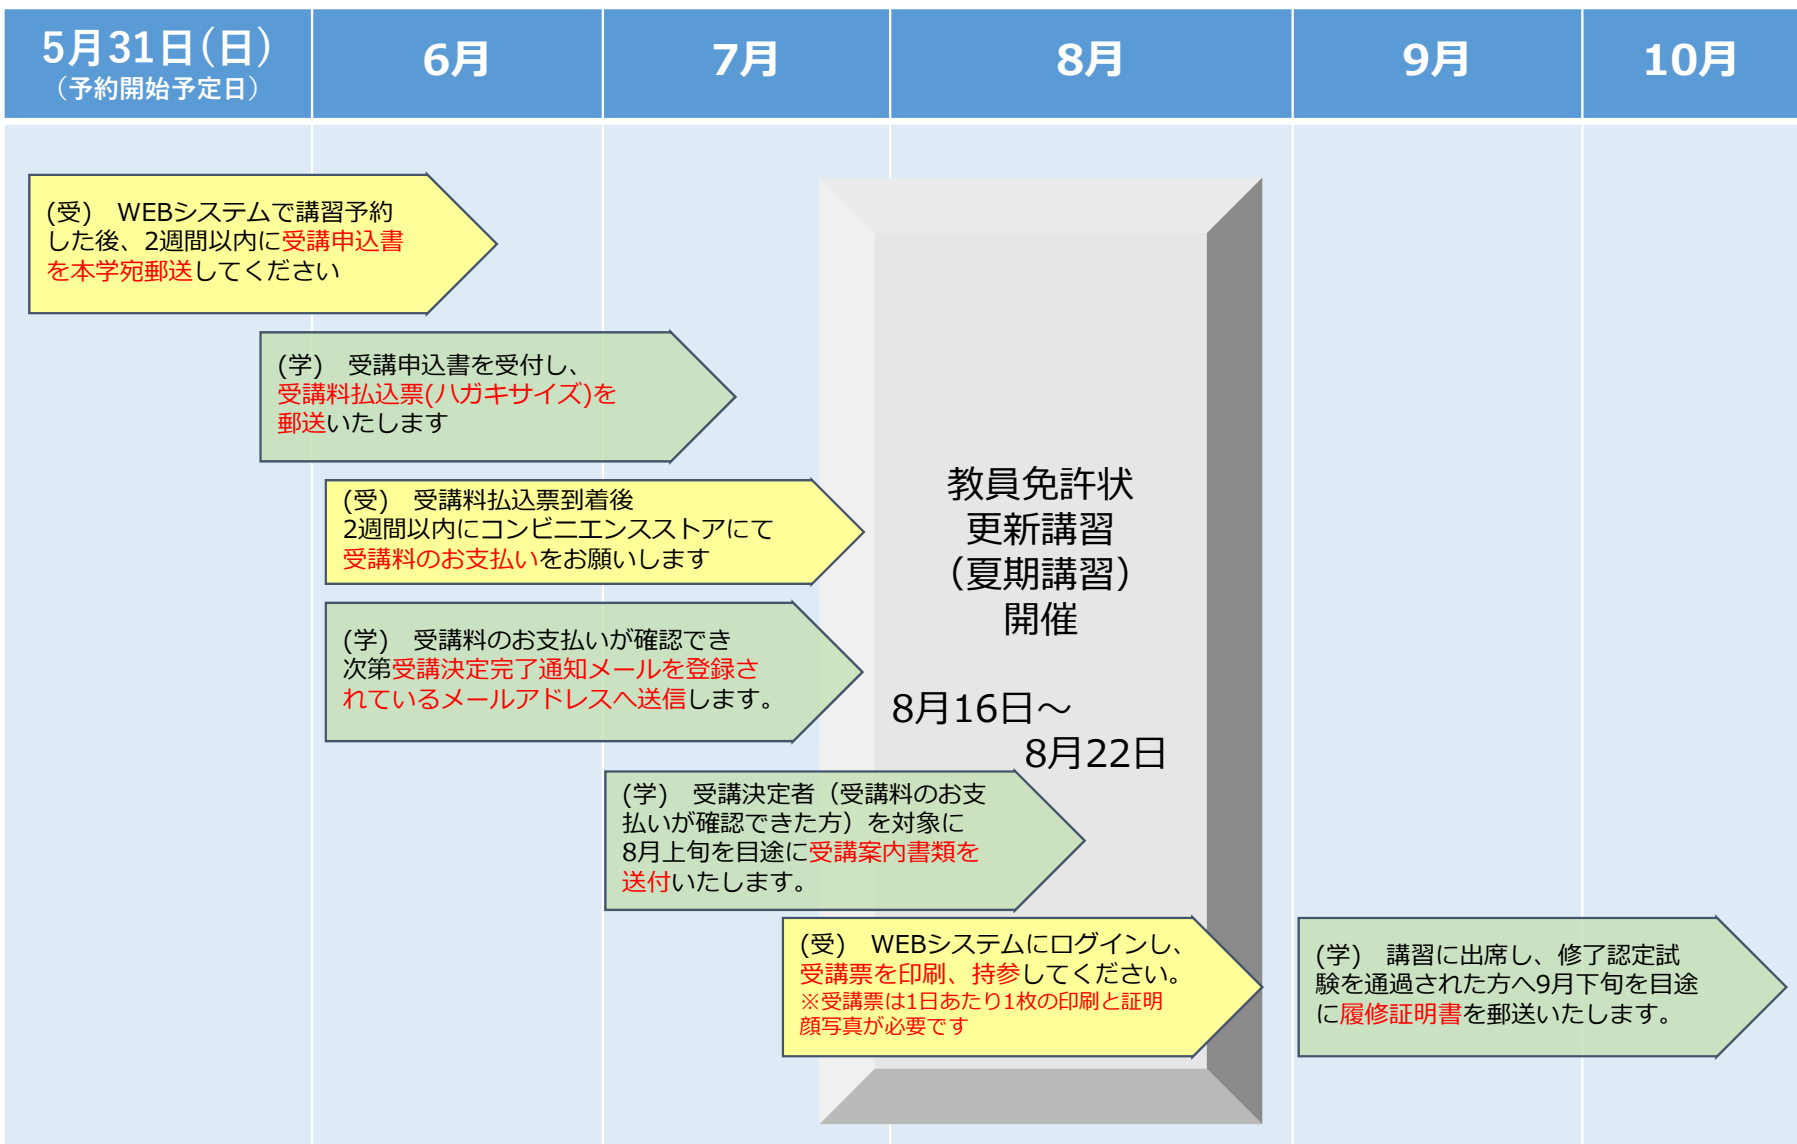 5月31日(日)
（予約開始予定日）
6月
7月
8月
9月
10月
(受)　WEBシステムで講習予約
した後、2週間以内に受講申込書
を本学宛郵送してください
(学)　受講申込書を受付し、
受講料払込票(ハガキサイズ)を
郵送いたします
(受)　受講料払込票到着後
2週間以内にコンビニエンスストアにて
受講料のお支払いをお願いします
(学)　受講料のお支払いが確認でき
次第受講決定完了通知メールを登録さ
れているメールアドレスへ送信します。
教員免許状
更新講習
（夏期講習）
開催
8月16日～
8月22日
(学)　受講決定者（受講料のお支
払いが確認できた方）を対象に
8月上旬を目途に受講案内書類を
送付いたします。
(受)　WEBシステムにログインし、
受講票を印刷、持参してください。
※受講票は1日あたり1枚の印刷と証明
顔写真が必要です
(学)　講習に出席し、修了認定試
験を通過された方へ9月下旬を目途
に履修証明書を郵送いたします。